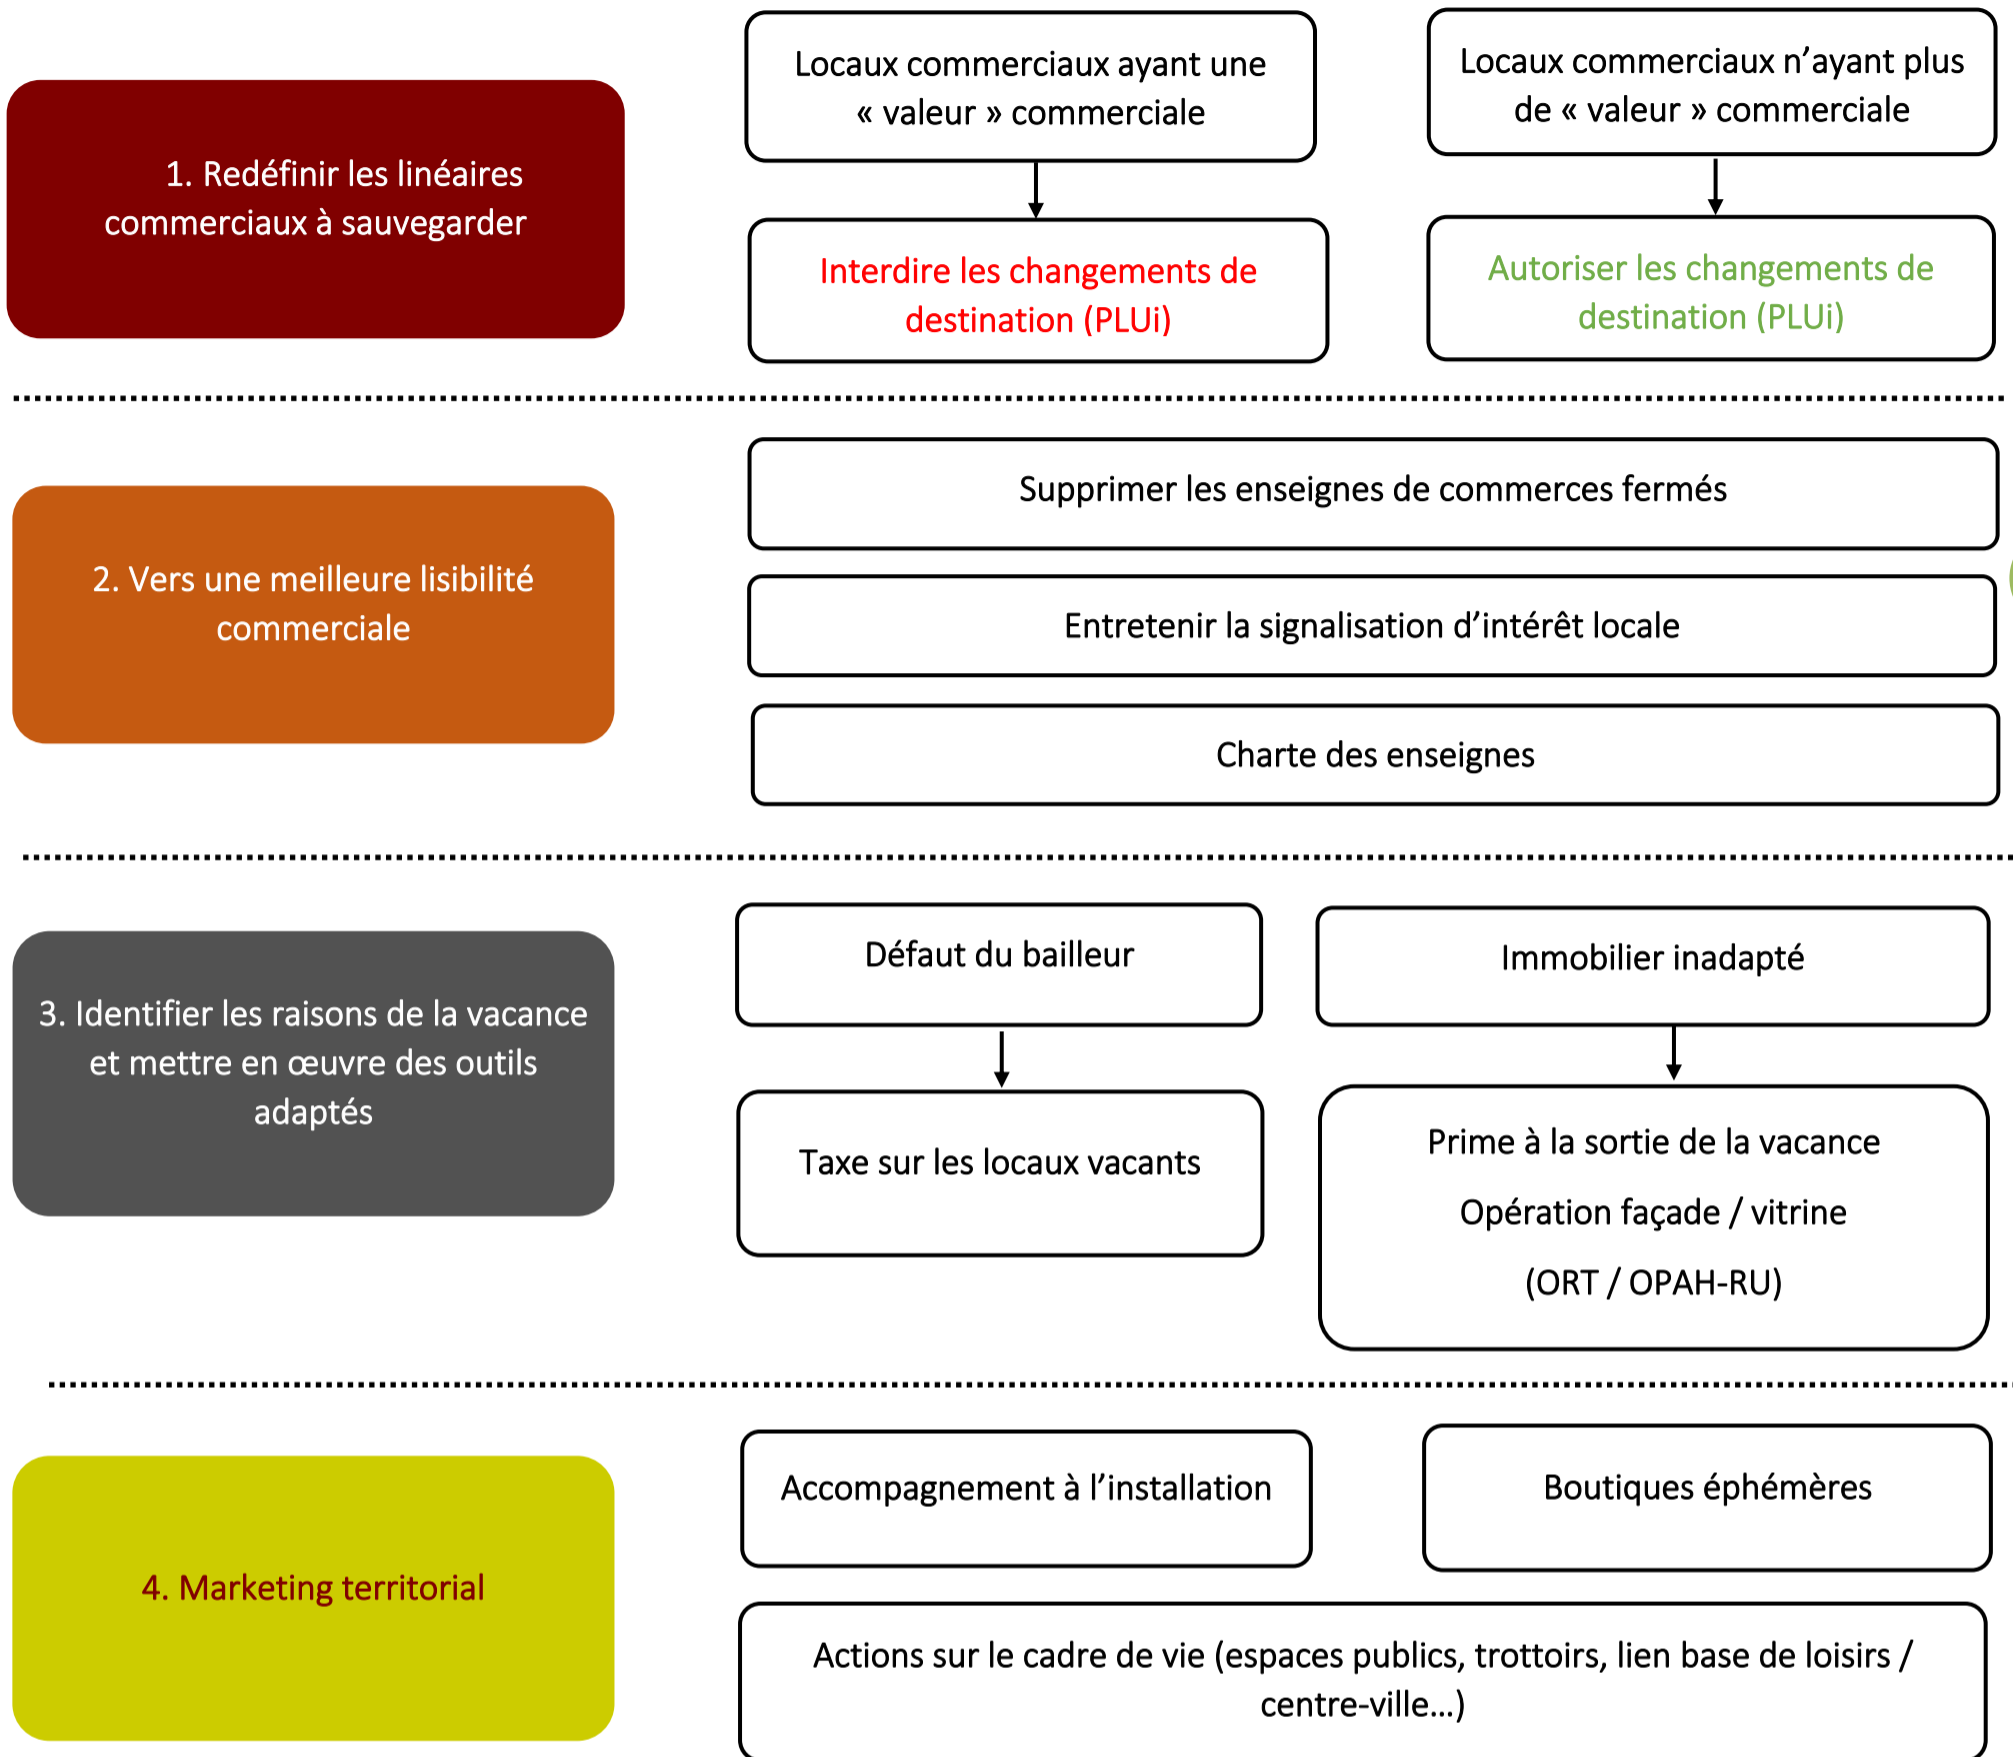 1. Redéfinir les linéaires
commerciaux à sauvegarder
Locaux commerciaux ayant une
« valeur » commerciale
Interdire les changements de
destination (PLUi)
Locaux commerciaux n’ayant plus
de « valeur » commerciale
Autoriser les changements de
destination (PLUi)
2. Vers une meilleure lisibilité
commerciale
Supprimer les enseignes de commerces fermés
Entretenir la signalisation d’intérêt locale
Charte des enseignes
3. Identifier les raisons de la vacance
et mettre en œuvre des outils
adaptés
Défaut du bailleur
Taxe sur les locaux vacants
Immobilier inadapté
Prime à la sortie de la vacance
Opération façade / vitrine
(ORT / OPAH-RU)
4. Marketing territorial
Accompagnement à l’installation
Boutiques éphémères
Actions sur le cadre de vie (espaces publics, trottoirs, lien base de loisirs /
centre-ville…)